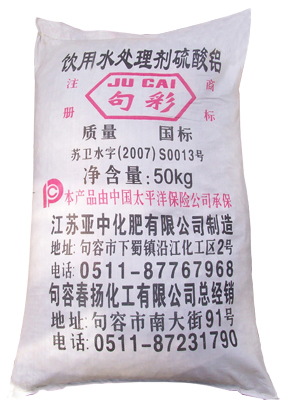 饮用水处理剂硫酸铝
注册
JU CAI
句彩
商标
质量 国标
苏卫水字(2007)S0013号
净含量:50kg
本产品由中国太平洋保险公司承保
江苏亚中化肥有限公司制造
地址:句容市下蜀镇沿江化工区2号
电话:0511-87767968
句容春扬化工有限公司总经销
地址:句容市南大街91号
电话:0511-87231790